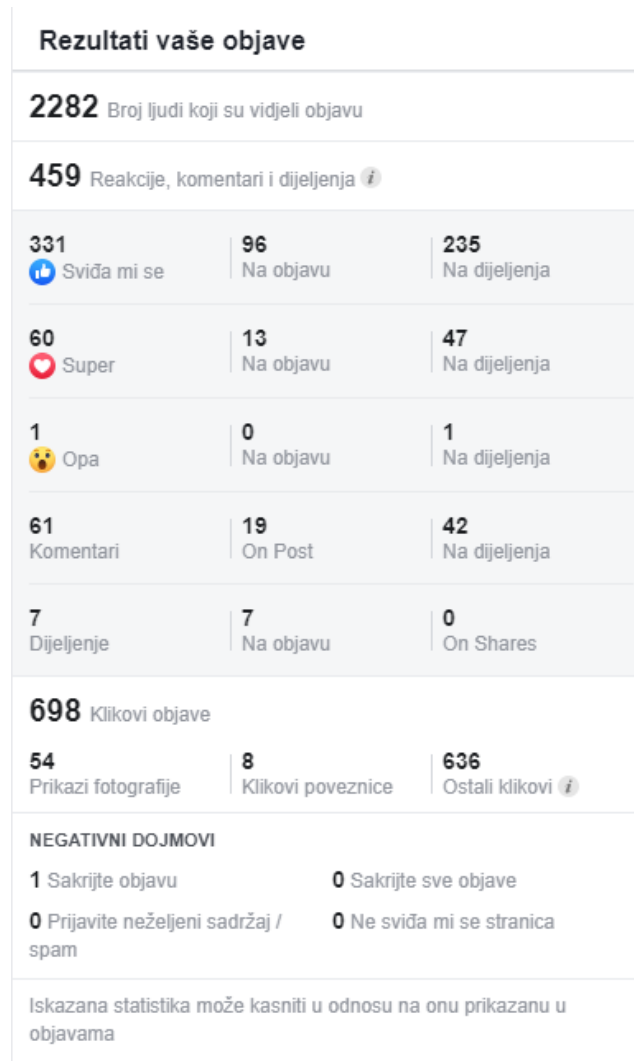 Rezultati vaše objave
2282 Broj ljudi koji su vidjeli objavu
459 Reakcije, komentari i dijeljenja i
331 96 235
Sviđa mi se Na objavu Na dijeljenja
60 13 47
Super Na objavu Na dijeljenja
1 0 1
Opa Na objavu Na dijeljenja
61 19 42
Komentari On Post Na dijeljenja
7 7 0
Dijeljenje Na objavu On Shares
698 Klikovi objave
54 8 636
Prikazi fotografije Klikovi poveznice Ostali klikovi i
NEGATIVNI DOJMOVI
1 Sakrijte objavu 0 Sakrijte sve objave
0 Prijavite neželjeni sadržaj / 0 Ne sviđa mi se stranica
spam
Iskazana statistika može kasniti u odnosu na onu prikazanu u
objavama